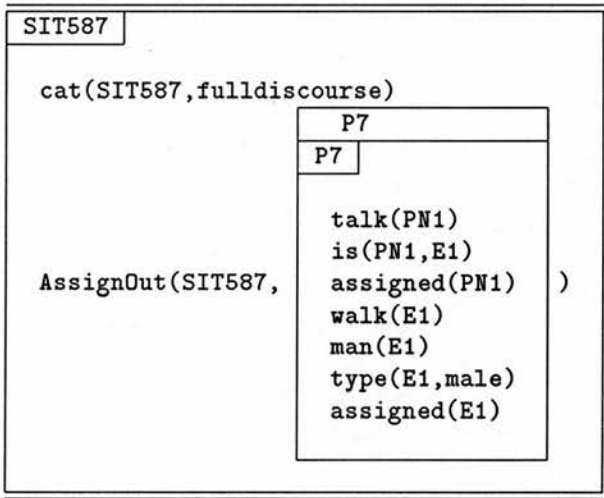 SIT587
cat(SIT587,fulldiscourse)
P7
P7
talk(PN1)
is(PN1,E1)
AssignOut(SIT587, assigned(PN1) )
walk(E1)
man(E1)
type(E1,male)
assigned(E1)